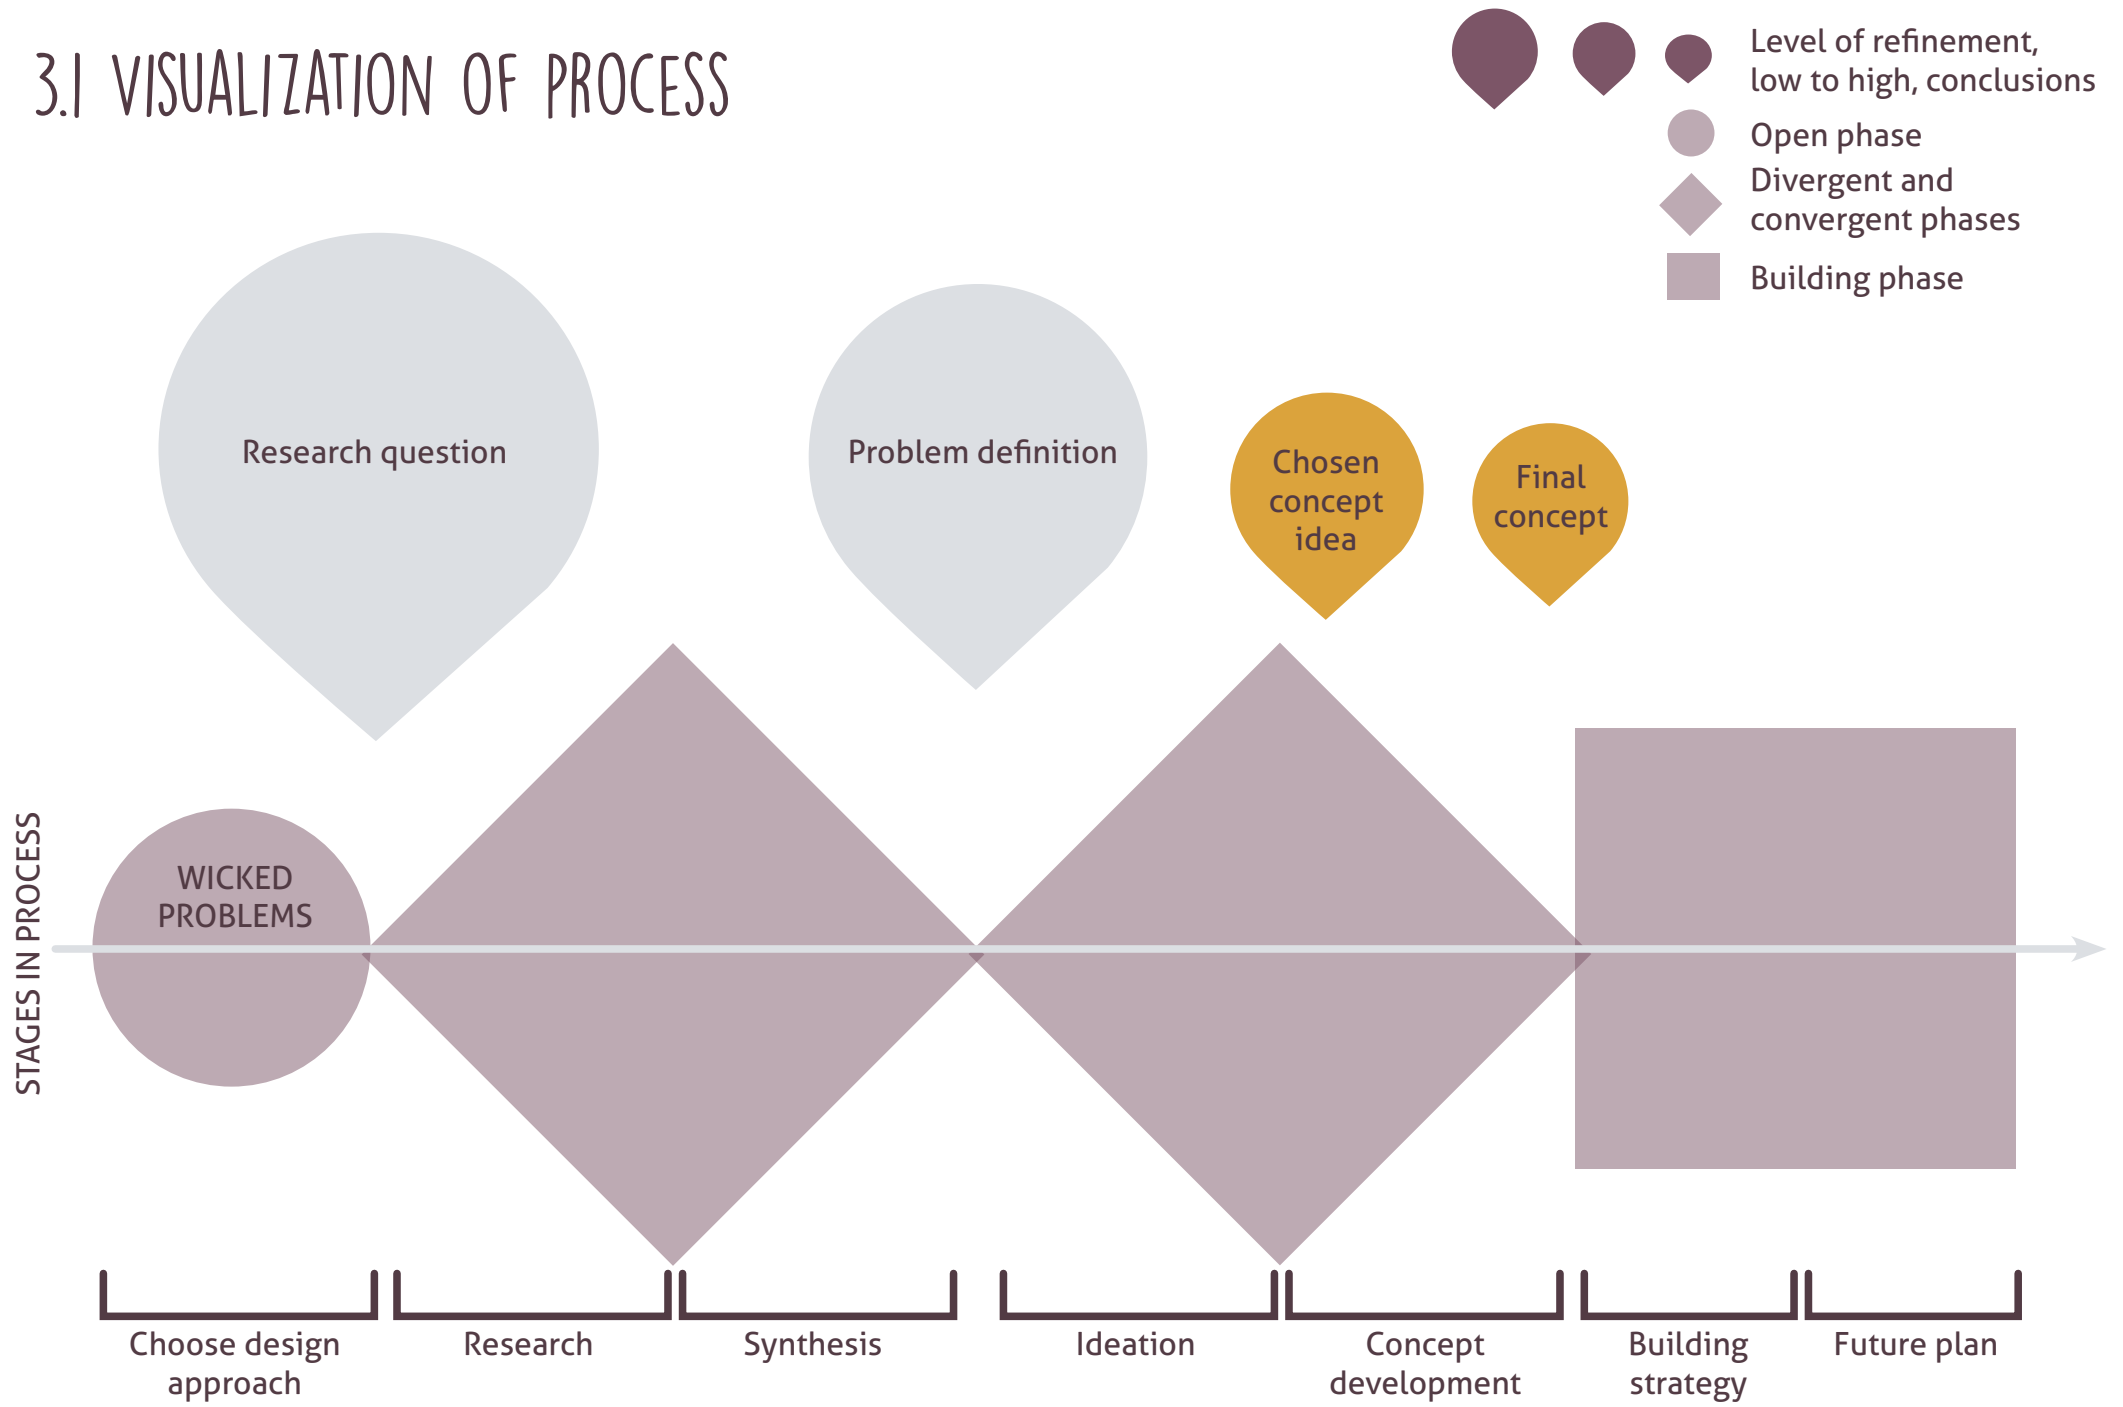 3.1 VISUALIZATION OF PROCESS
Level of refinement,
low to high, conclusions
Open phase
Divergent and
convergent phases
Building phase
Research question
Problem definition
Chosen
concept
idea
Final
concept
STAGES IN PROCESS
WICKED
PROBLEMS
Choose design
approach
Research
Synthesis
Ideation
Concept
development
Building
strategy
Future plan